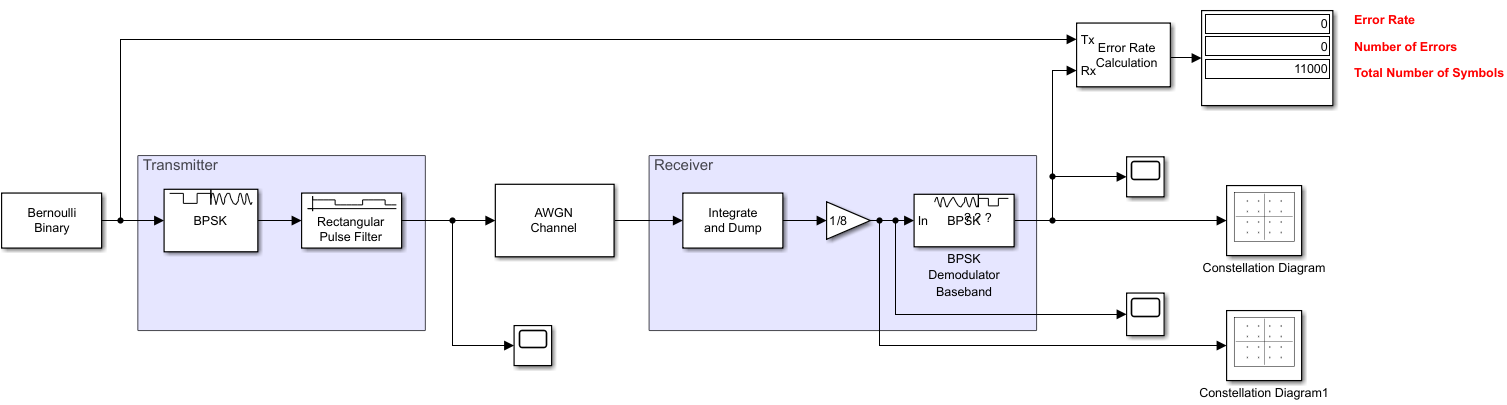 0
Error Rate
Tx
Error Rate
Calculation
0
Number of Errors
Rx
11000
Total Number of Symbols
Transmitter
Receiver
Bernoulli
Binary
BPSK
Rectangular
Pulse Filter
AWGN
Channel
Integrate
and Dump
1/8
In
BPSK
? ? ?
BPSK
Demodulator
Baseband
Constellation Diagram
Constellation Diagram1